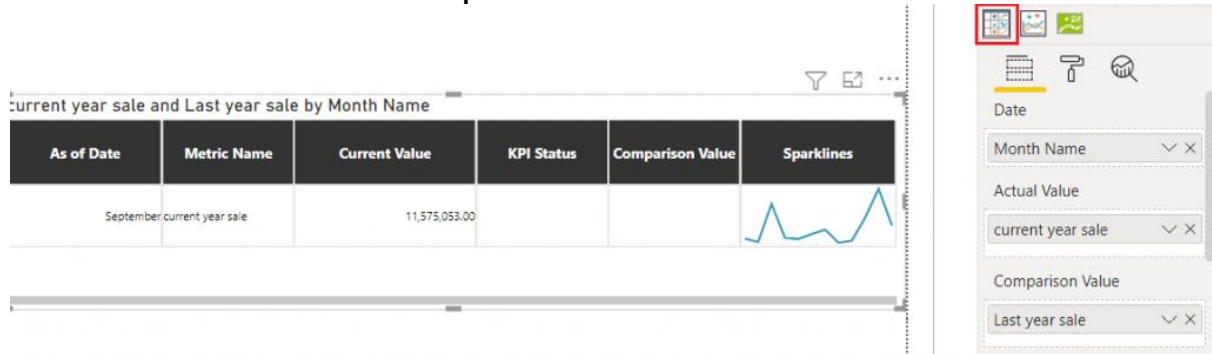 current year sale and Last year sale by Month Name
As of Date Metric Name Current Value KPI Status Comparison Value Sparklines
September current year sale 11,575,053.00
Date
Month Name
Actual Value
current year sale
Comparison Value
Last year sale